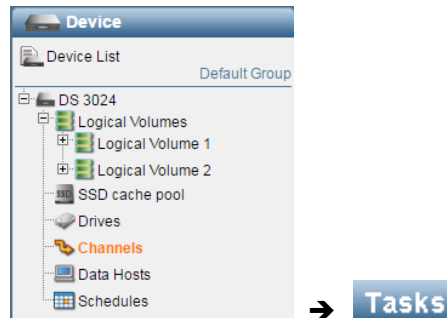 Device
Device List
Default Group
DS 3024
Logical Volumes
Logical Volume 1
Logical Volume 2
SSD SSD cache pool
Drives
Channels
Data Hosts
Schedules
➔ Tasks